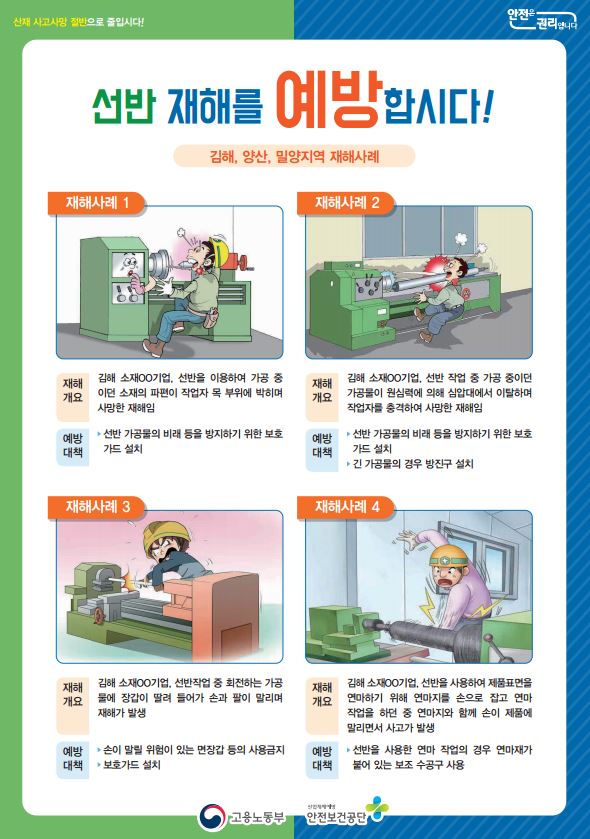 산재 사고사망 절반으로 줄입시다!
안전은
권리입니다
선반 재해를 예방합시다!
김해, 양산, 밀양지역 재해사례
재해사례 1
재해
개요
김해 소재OO기업, 선반을 이용하여 가공 중
이던 소재의 파편이 작업자 목 부위에 박히며
사망한 재해임
예방
대책
▸선반 가공물의 비래 등을 방지하기 위한 보호
가드 설치
재해사례 2
재해
개요
김해 소재OO기업, 선반 작업 중 가공 중이던
가공물이 원심력에 의해 심압대에서 이탈하며
작업자를 충격하여 사망한 재해임
예방
대책
▸선반 가공물의 비래 등을 방지하기 위한 보호
가드 설치
▸긴 가공물의 경우 방진구 설치
재해사례 3
재해
개요
김해 소재OO기업, 선반작업 중 회전하는 가공
물에 장갑이 딸려 들어가 손과 팔이 말리며
재해가 발생
예방
대책
▸손이 말릴 위험이 있는 면장갑 등의 사용금지
▸보호가드 설치
재해사례 4
재해
개요
김해 소재OO기업, 선반을 사용하여 제품표면을
연마하기 위해 연마지를 손으로 잡고 연마
작업을 하던 중 연마지와 함께 손이 제품에
말리면서 사고가 발생
예방
대책
▸선반을 사용한 연마 작업의 경우 연마재가
붙어 있는 보조 수공구 사용
고용노동부
산업재해예방
안전보건공단